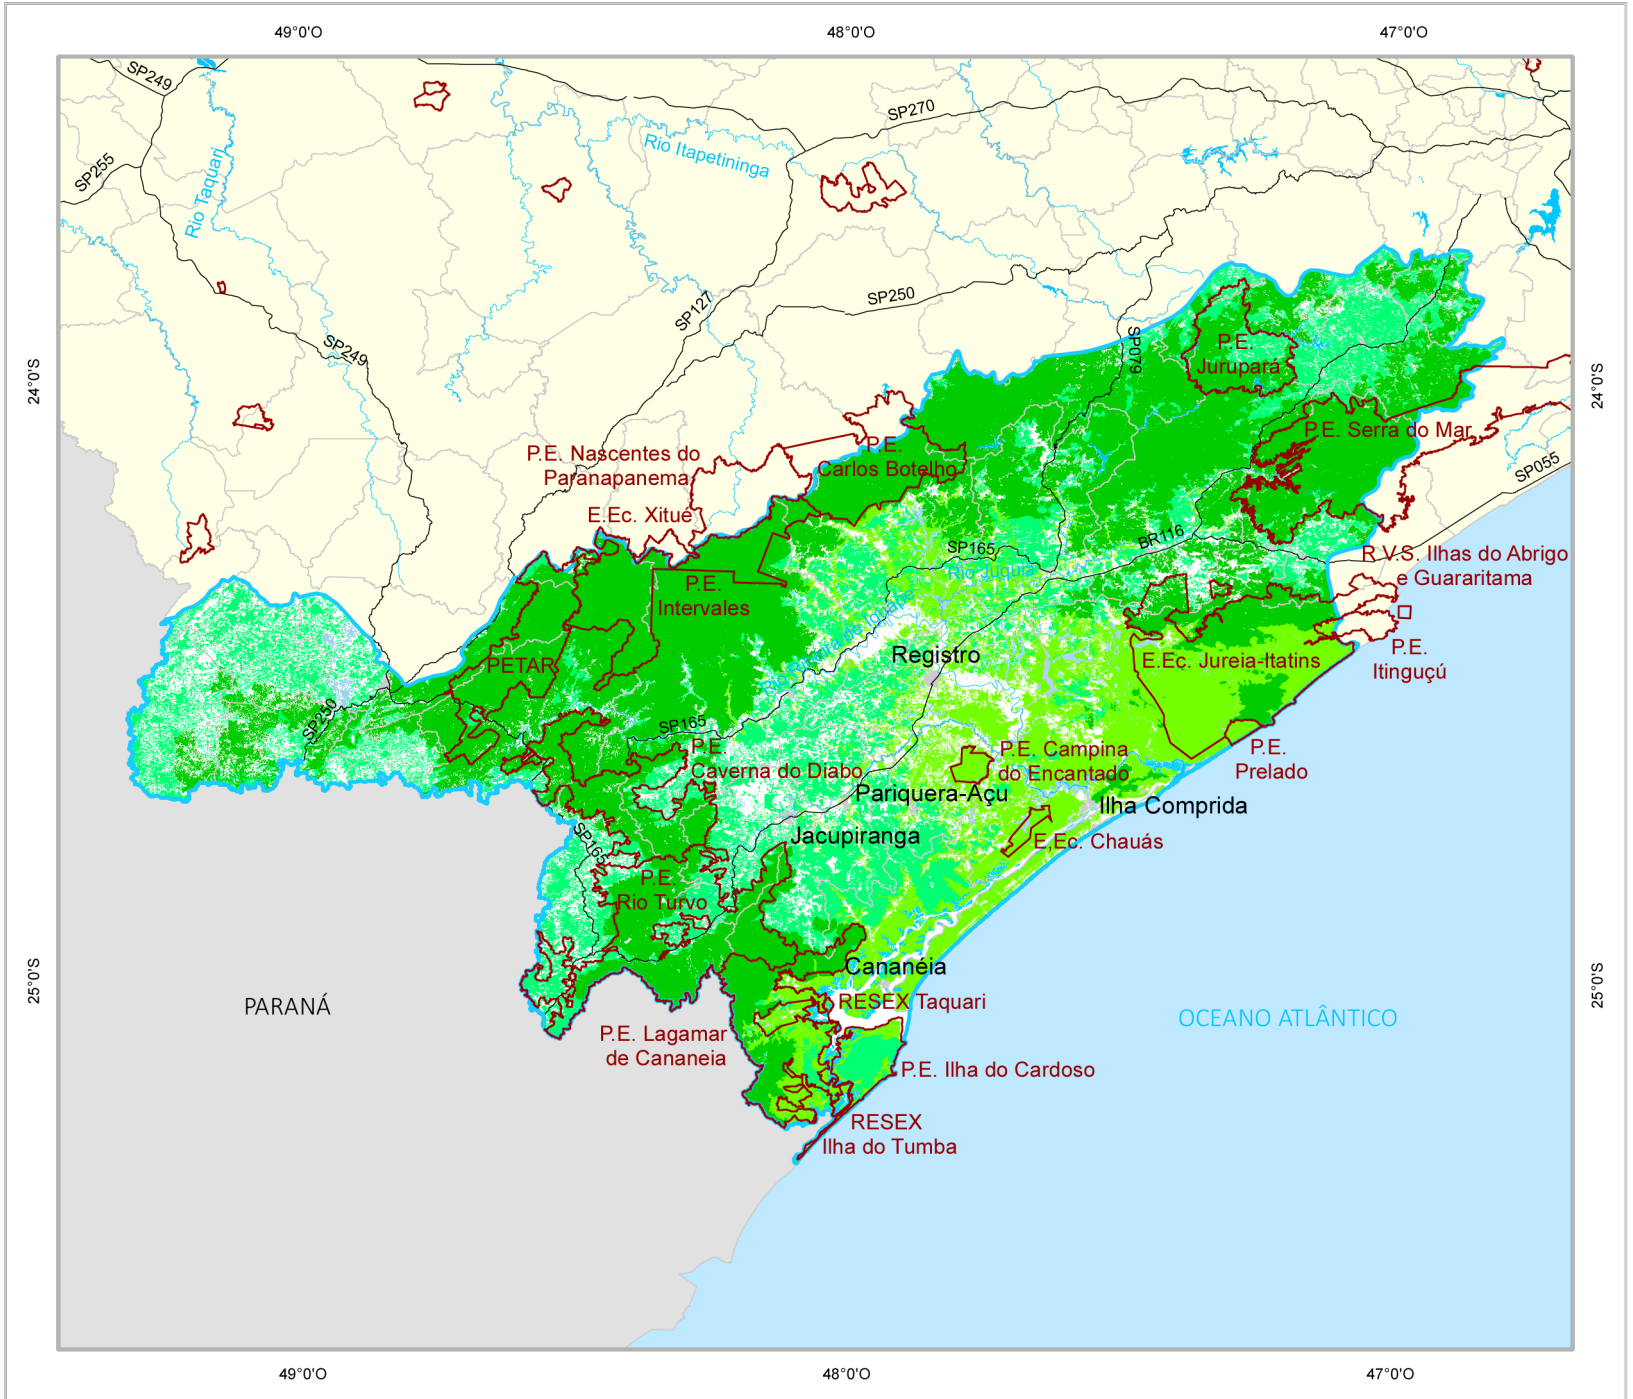 49°0'O
48°0'O
47°0'O
SP249
SP270
SP255
Rio Taquari
Rio Itapetininga
SP127
SP250
SP249
SP079
24°0'S
24°0'S
P.E.
Jurupará
P.E. Serra do Mar
P.E.
Carlos Botelho
P.E. Nascentes do
Paranapanema
SP055
E.Ec. Xitué
BR116
SP165
R.V.S. Ilhas do Abrigo
e Guararitama
P.E.
Intervales
Registro
PETAR
E.Ec. Jureia-Itatins
P.E.
Itinguçú
SP250
SP165
P.E.
Caverna do Diabo
P.E. Campina
do Encantado
P.E.
Prelado
Pariquera-Açu
Ilha Comprida
Jacupiranga
E,Ec. Chauás
SP165
P.E.
Rio Turvo
Cananéia
25°0'S
25°0'S
PARANÁ
RESEX Taquari
OCEANO ATLÂNTICO
P.E. Lagamar
de Cananeia
P.E. Ilha do Cardoso
RESEX
Ilha do Tumba
49°0'O
48°0'O
47°0'O